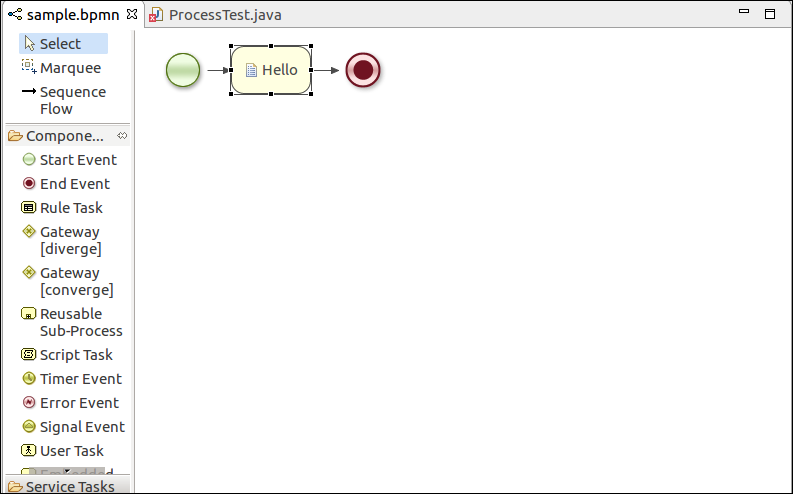 sample.bpmn
ProcessTest.java
Select
Marquee
Sequence
Flow
Compone...
Start Event
End Event
Rule Task
Gateway
[diverge]
Gateway
[converge]
Reusable
Sub-Process
Script Task
Timer Event
Error Event
Signal Event
User Task
Service Tasks
Hello